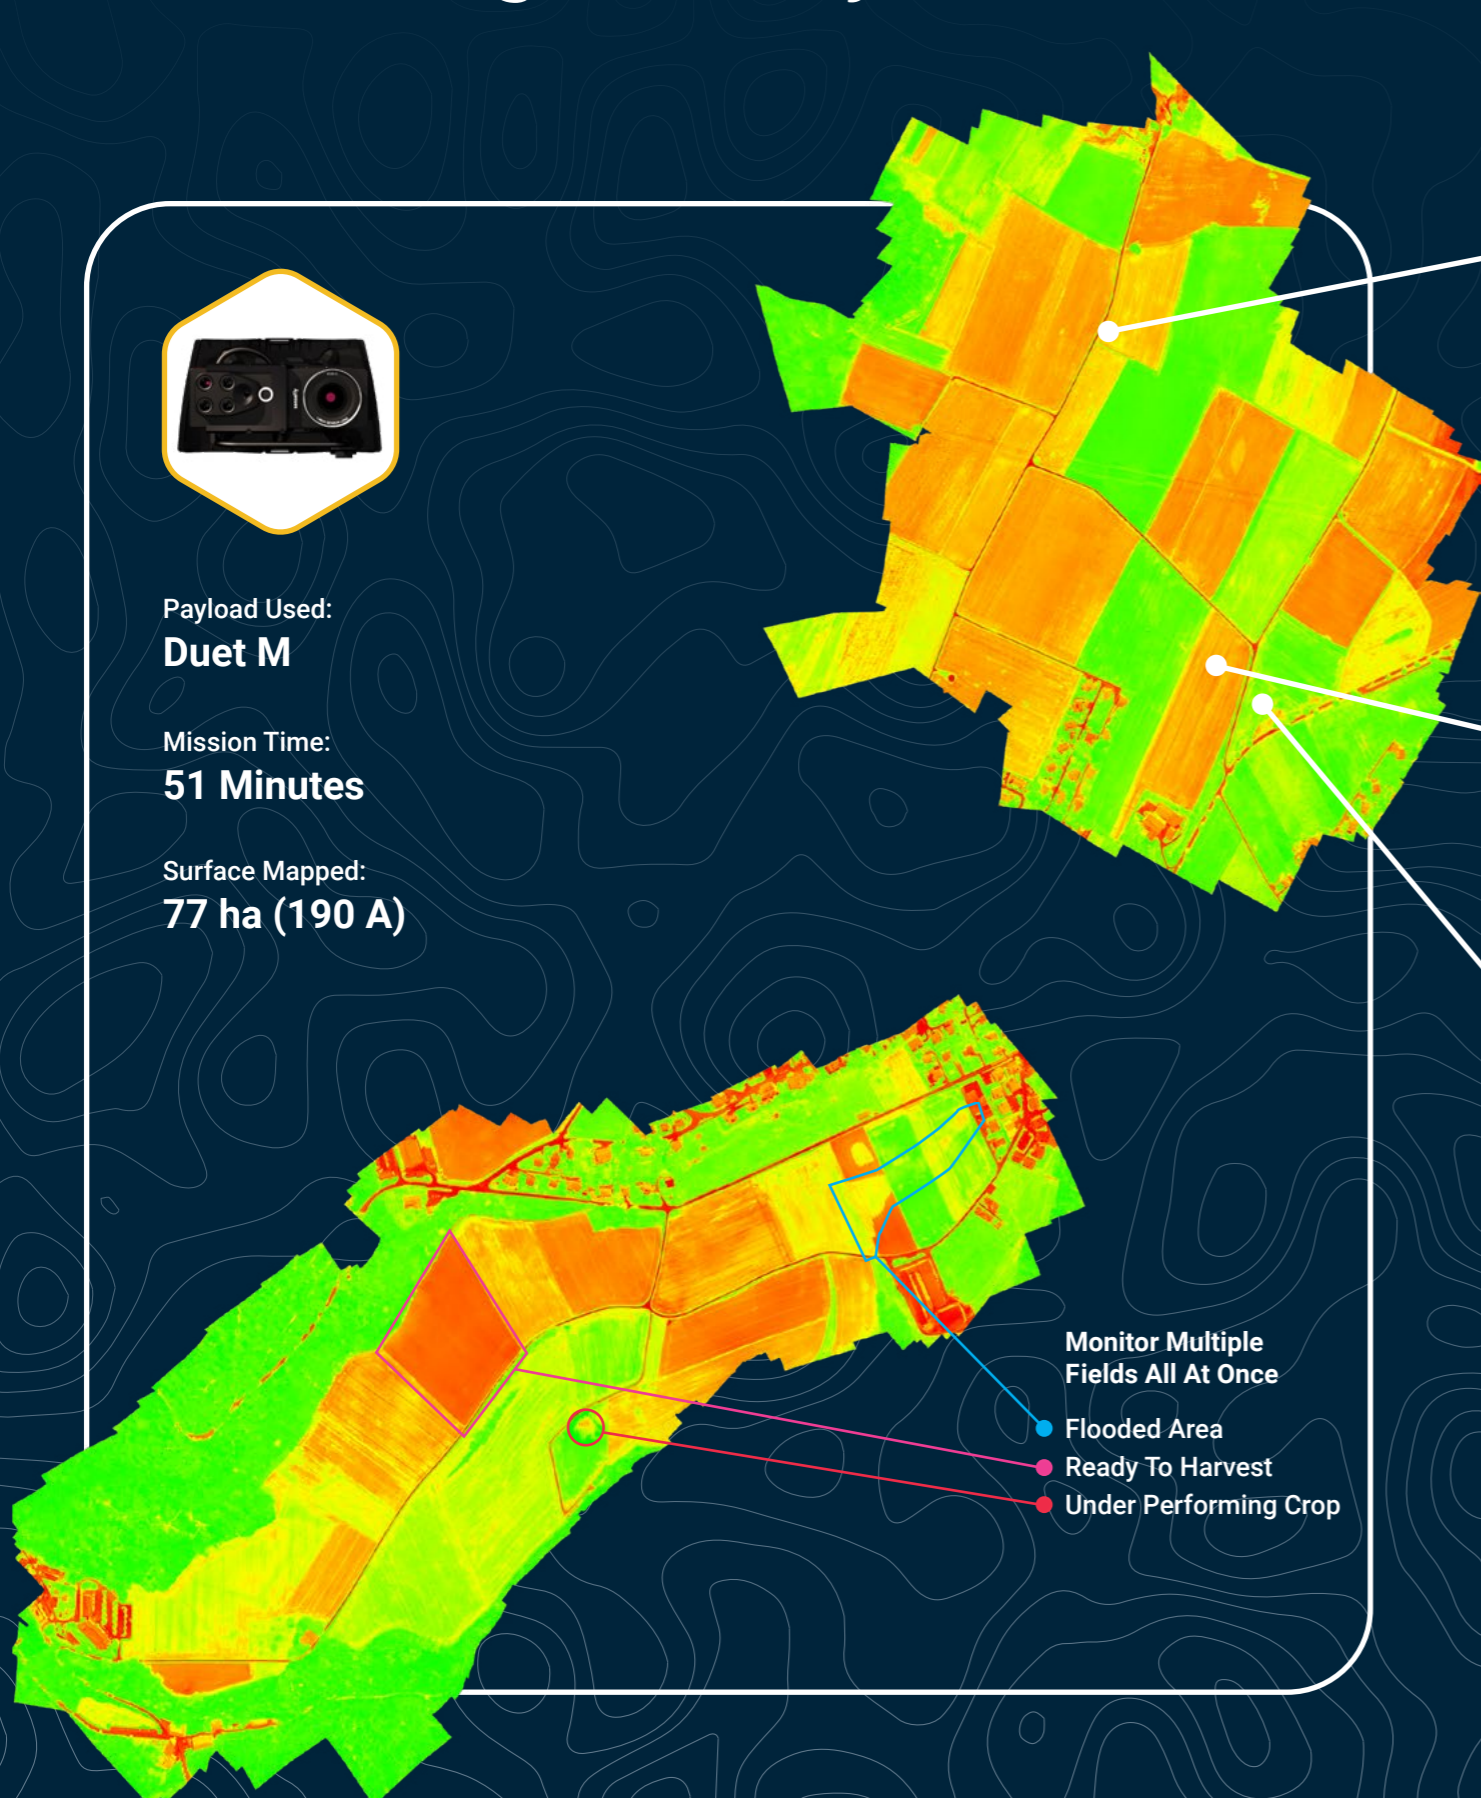 Payload Used:
Duet M
Mission Time:
51 Minutes
Surface Mapped:
77 ha (190 A)
Monitor Multiple
Fields All At Once
Flooded Area
Ready To Harvest
Under Performing Crop